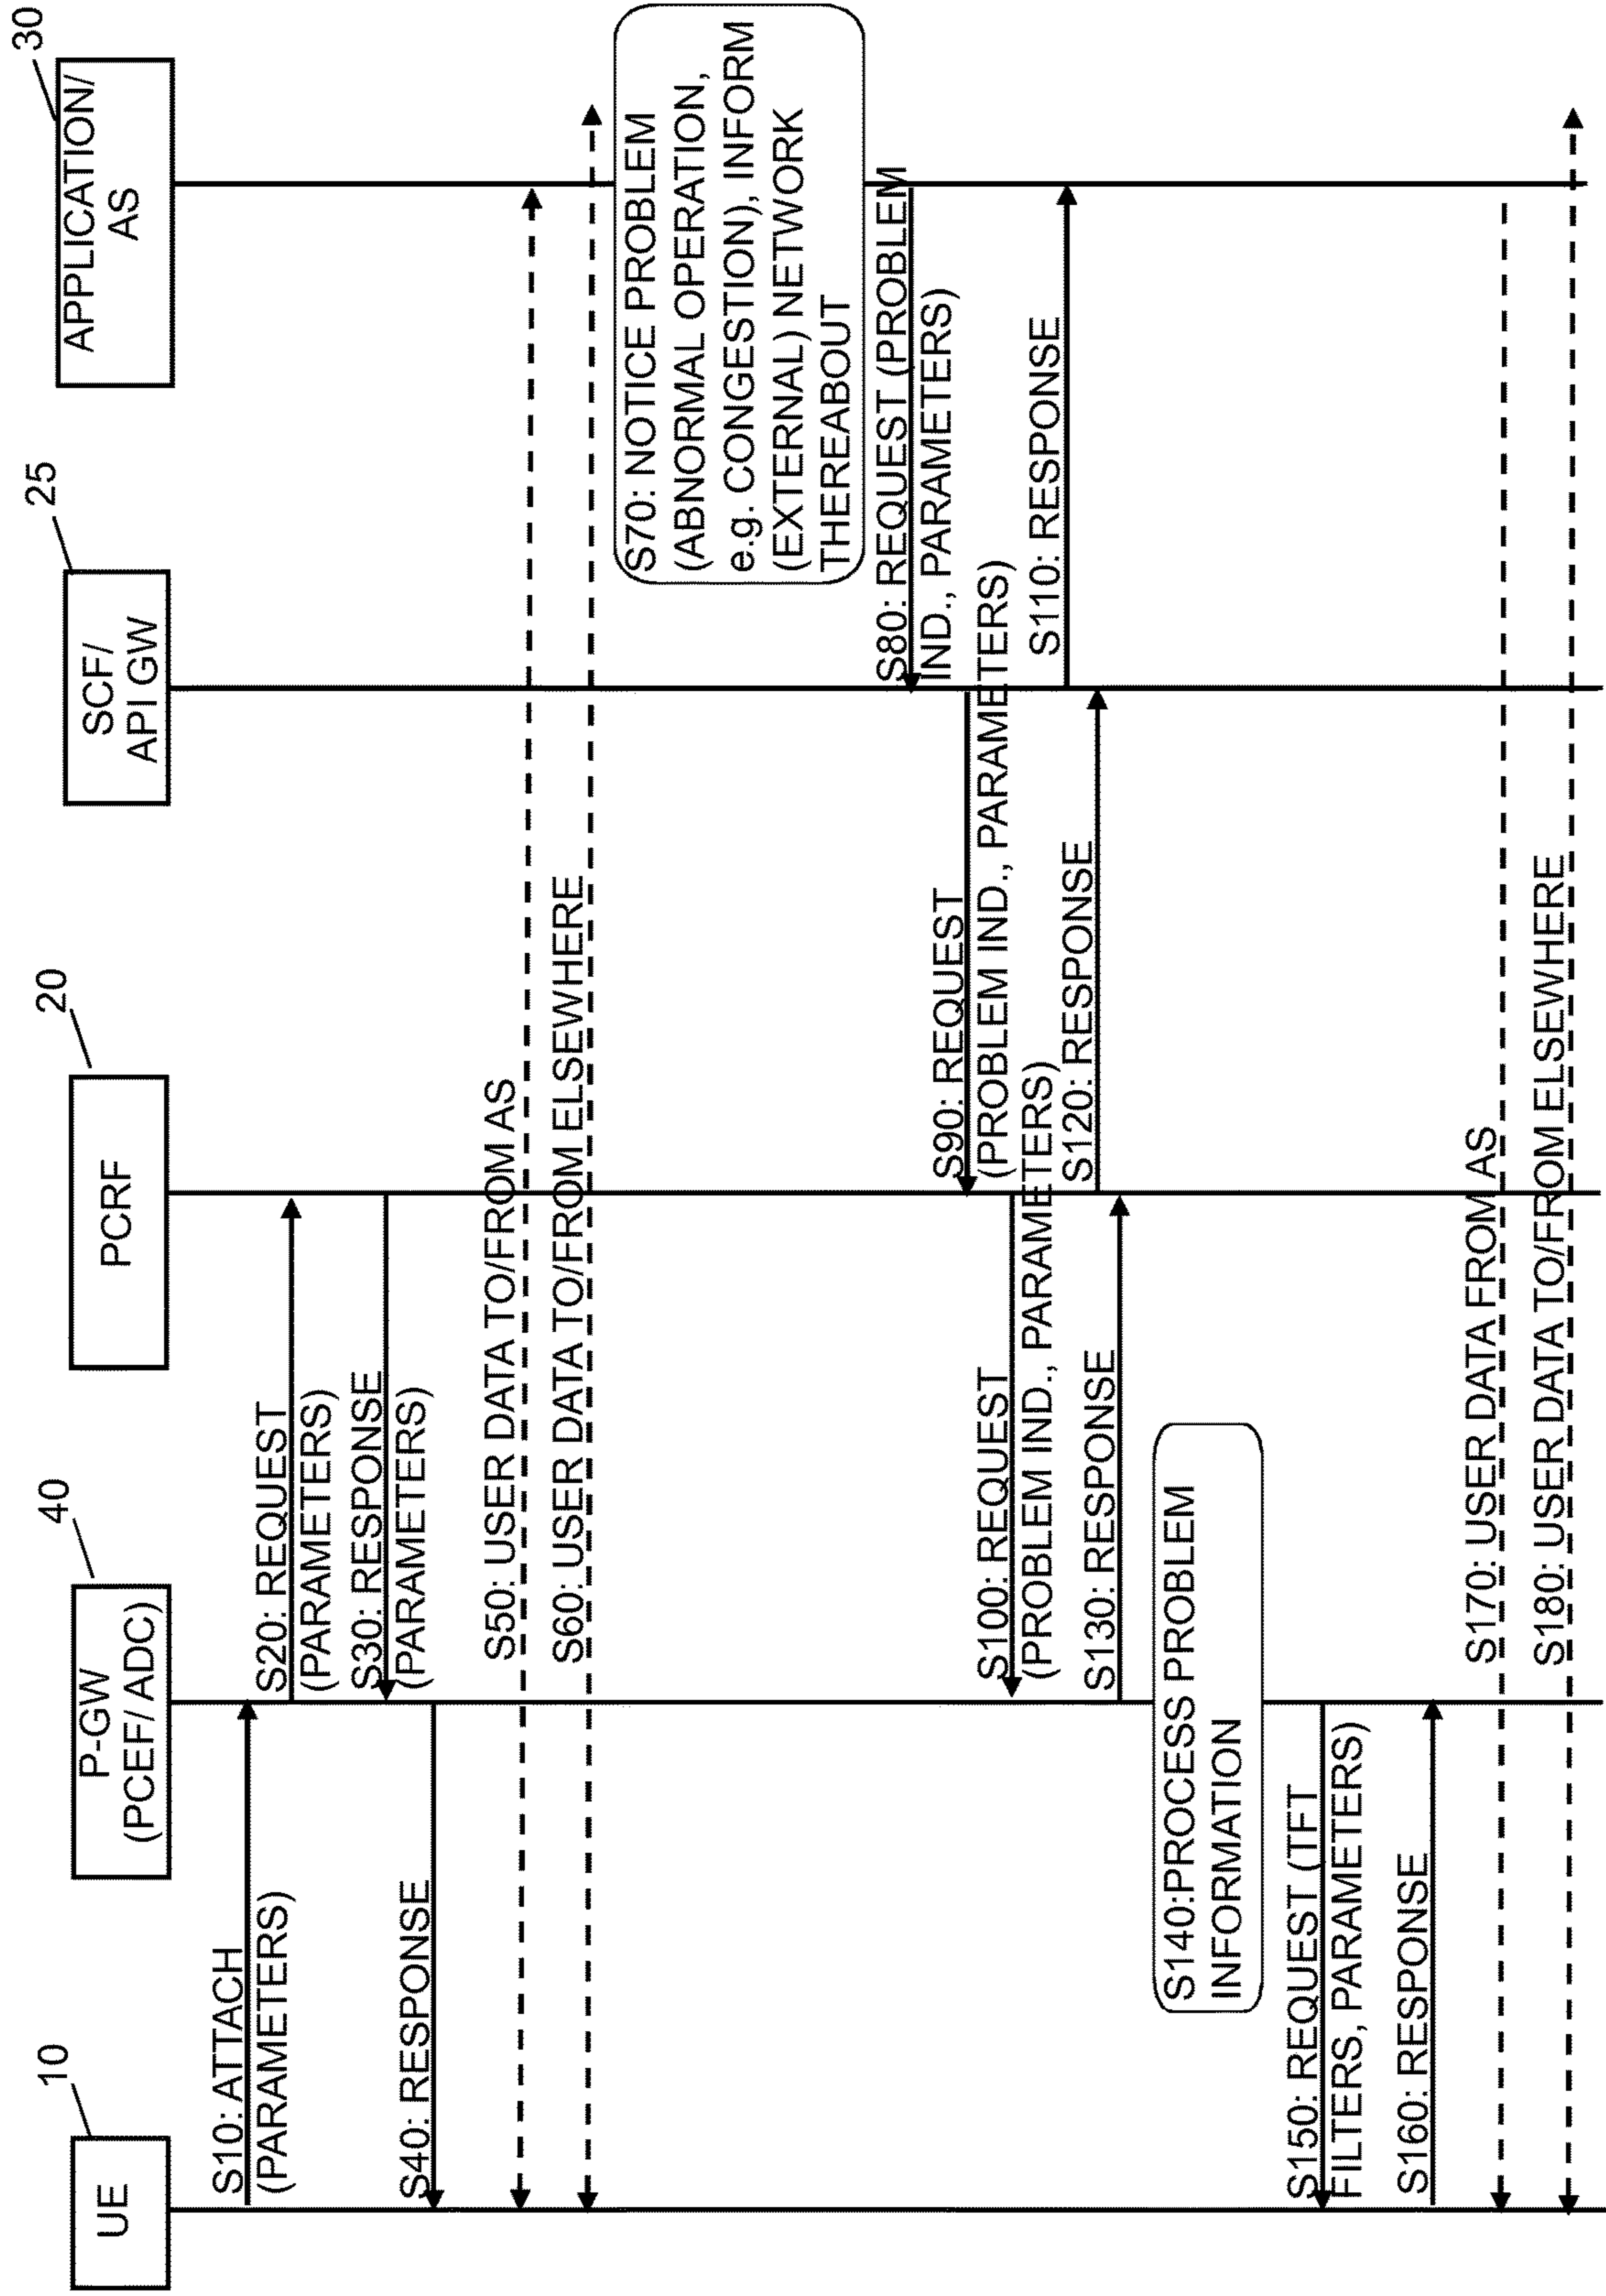 10
UE
40
P-GW
(PCEF/ ADC)
20
PCRF
25
SCF/
API GW
30
APPLICATION/
AS
S10: ATTACH
(PARAMETERS)
S20: REQUEST
(PARAMETERS)
S30: RESPONSE
(PARAMETERS)
S40: RESPONSE
S50: USER DATA TO/FROM AS
S60: USER DATA TO/FROM ELSEWHERE
S70: NOTICE PROBLEM
(ABNORMAL OPERATION,
e.g. CONGESTION), INFORM
(EXTERNAL) NETWORK
THEREABOUT
S80: REQUEST (PROBLEM
IND., PARAMETERS)
S90: REQUEST
(PROBLEM IND., PARAMETERS)
S100: REQUEST
(PROBLEM IND., PARAMETERS)
S110: RESPONSE
S120: RESPONSE
S130: RESPONSE
S140:PROCESS PROBLEM
INFORMATION
S150: REQUEST (TFT
FILTERS, PARAMETERS)
S160: RESPONSE
S170: USER DATA FROM AS
S180: USER DATA TO/FROM ELSEWHERE